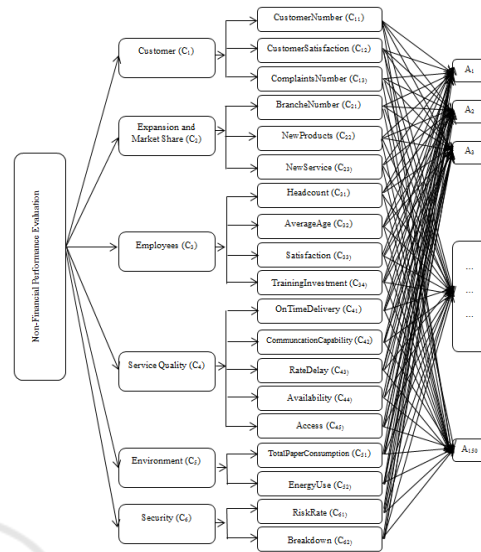 Non-Financial Performance Evaluation
Customer (C1)
Expansion and
Market Share (C2)
Employees (C3)
Service Quality (C4)
Environment (C5)
Security (C6)
CustomerNumber (C11)
CustomerSatisfaction (C12)
ComplaintsNumber (C13)
BrancheNumber (C21)
NewProducts (C22)
NewService (C23)
Headcount (C31)
AverageAge (C32)
Satisfaction (C33)
TrainingInvestment (C34)
OnTimeDelivery (C41)
CommuncationCapability (C42)
RateDelay (C43)
Availability (C44)
Access (C45)
TotalPaperConsumption (C51)
EnergyUse (C52)
RiskRate (C61)
Breakdown (C62)
A1
A2
A3
...
...
...
A150